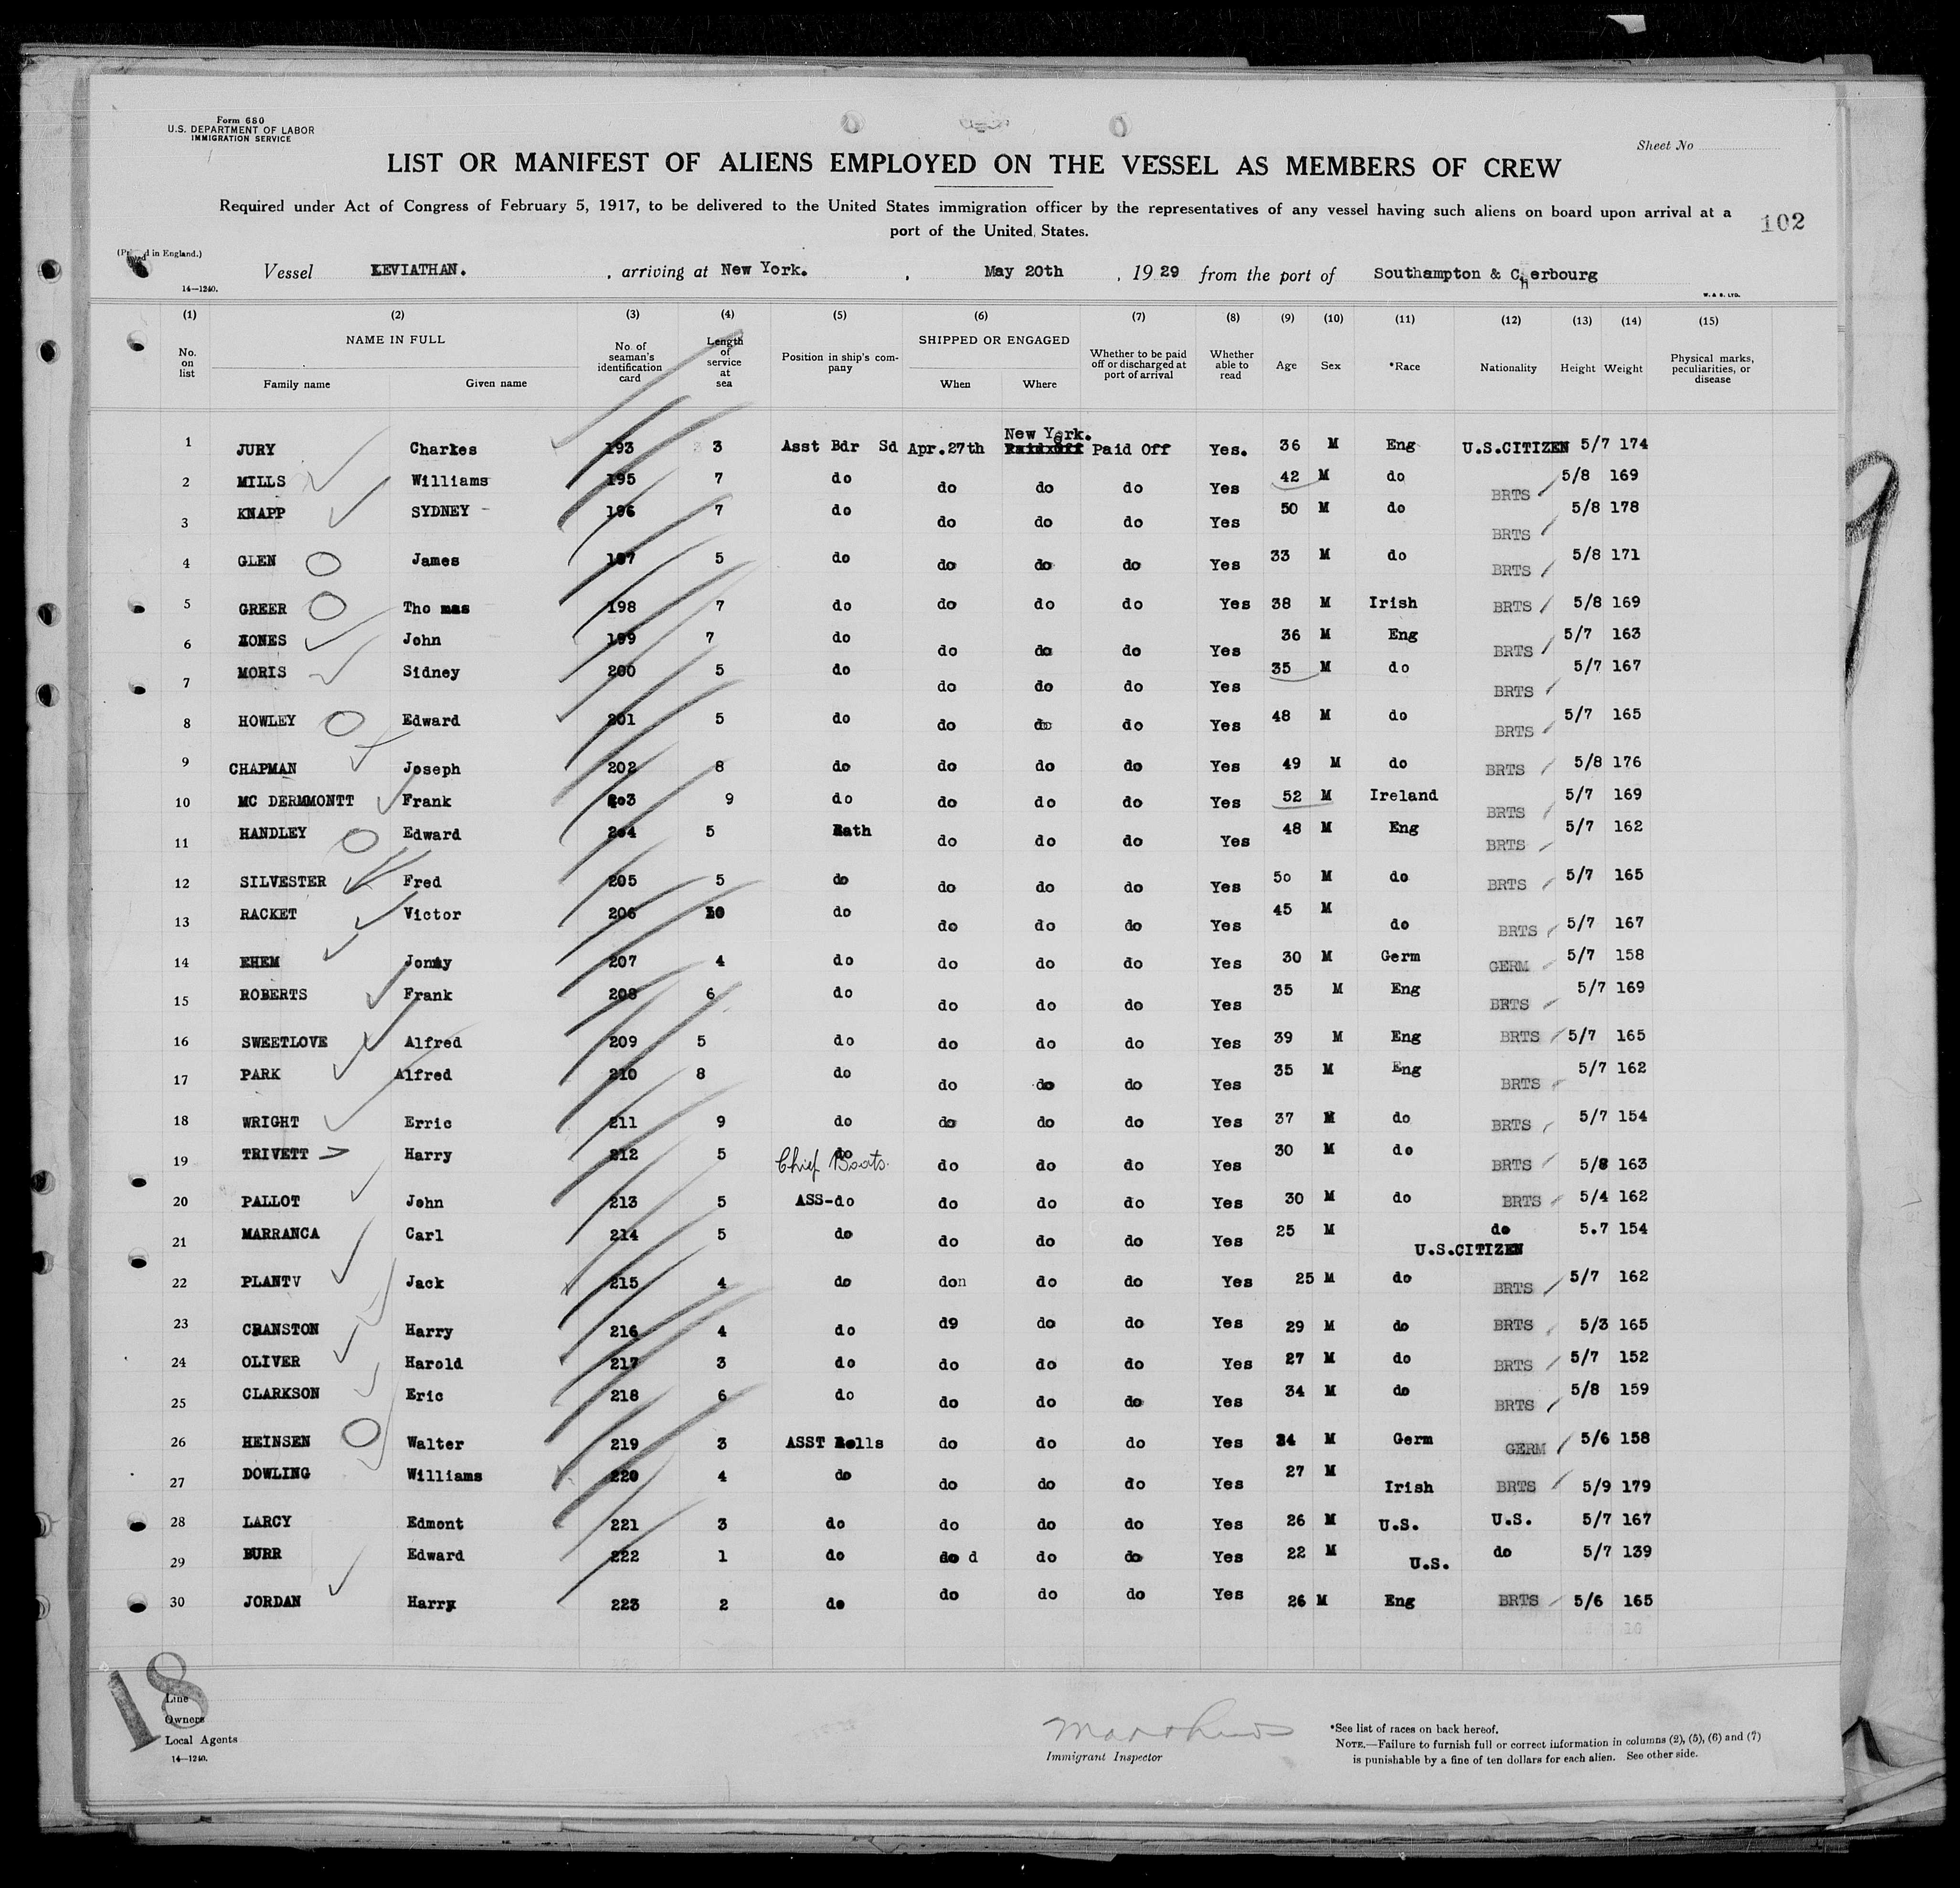 Form 680
U.S. DEPARTMENT OF LABOR
IMMIGRATION SERVICE
Sheet No
LIST OR MANIFEST OF ALIENS EMPLOYED ON THE VESSEL AS MEMBERS OF CREW
Required under Act of Congress of February 5, 1917, to be delivered to the United States immigration officer by the representatives of any vessel having such aliens on board upon arrival at a
port of the United States.
102
(Printed in England.)
Vessel LEVIATHAN. , arriving at New York. , May 20th , 19 29 from the port of Southampton & Cherbourg
14—1240.
W. & S. LTD.
(1) (2) (3) (4) (5) (6) (7) (8) (9) (10) (11) (12) (13) (14) (15)
No. on list NAME IN FULL Family name Given name No. of seaman's identification card Length of service at sea Position in ship's company SHIPPED OR ENGAGED When Where Whether to be paid off or discharged at port of arrival Whether able to read Age Sex *Race Nationality Height Weight Physical marks, peculiarities, or disease
1 JURY Charles 193 3 Asst Bdr Sd Apr.27th New York. Paid Off Yes. 36 M Eng U.S.CITIZEN 5/7 174
2 MILLS Williams 195 7 do do do do Yes 42 M do BRTS 5/8 169
3 KNAPP SYDNEY 196 7 do do do do Yes 50 M do BRTS 5/8 178
4 GLEN James 197 5 do do do do Yes 33 M do BRTS 5/8 171
5 GREER Tho mas 198 7 do do do do Yes 38 M Irish BRTS 5/8 169
6 JONES John 199 7 do do do do Yes 36 M Eng BRTS 5/7 163
7 MORIS Sidney 200 5 do do do do Yes 35 M do BRTS 5/7 167
8 HOWLEY Edward 201 5 do do do do Yes 48 M do BRTS 5/7 165
9 CHAPMAN Joseph 202 8 do do do do Yes 49 M do BRTS 5/8 176
10 MC DERMMONTT Frank 2o3 9 do do do do Yes 52 M Ireland BRTS 5/7 169
11 HANDLEY Edward 2o4 5 Bath do do do Yes 48 M Eng BRTS 5/7 162
12 SILVESTER Fred 205 5 do do do do Yes 5o M do BRTS 5/7 165
13 RACKET Victor 206 10 do do do do Yes 45 M do BRTS 5/7 167
14 EHEM Jonny 207 4 do do do do Yes 30 M Germ GERM 5/7 158
15 ROBERTS Frank 208 6 do do do do Yes 35 M Eng BRTS 5/7 169
16 SWEETLOVE Alfred 209 5 do do do do Yes 39 M Eng BRTS 5/7 165
17 PARK Alfred 210 8 do do do do Yes 35 M Eng BRTS 5/7 162
18 WRIGHT Erric 211 9 do do do do Yes 37 M do BRTS 5/7 154
19 TRIVETT Harry 212 5 do Chief Boots. do do do Yes 30 M do BRTS 5/8 163
20 PALLOT John 213 5 ASS-do do do do Yes 30 M do BRTS 5/4 162
21 MARRANCA Carl 214 5 do do do do Yes 25 M do U.S.CITIZEN 5.7 154
22 PLANTV Jack 215 4 do don do do Yes 25 M do BRTS 5/7 162
23 CRANSTON Harry 216 4 do d9 do do Yes 29 M do BRTS 5/3 165
24 OLIVER Harold 217 3 do do do do Yes 27 M do BRTS 5/7 152
25 CLARKSON Eric 218 6 do do do do Yes 34 M do BRTS 5/8 159
26 HEINSEN Walter 219 3 ASST Rolls do do do Yes M Germ GERM 5/6 158
27 DOWLING Williams 220 4 do do do do Yes 27 M Irish BRTS 5/9 179
28 LARCY Edmont 221 3 do do do do Yes 26 M U.S. U.S. 5/7 167
29 BURR Edward 222 1 do do d do do Yes 22 M U.S. do 5/7 139
30 JORDAN Harry 223 2 do do do do Yes 26 M Eng BRTS 5/6 165
18
Line
Owners
Local Agents
14—1240.
Immigrant Inspector
*See list of races on back hereof.
NOTE.—Failure to furnish full or correct information in columns (2), (5), (6) and (7)
is punishable by a fine of ten dollars for each alien. See other side.